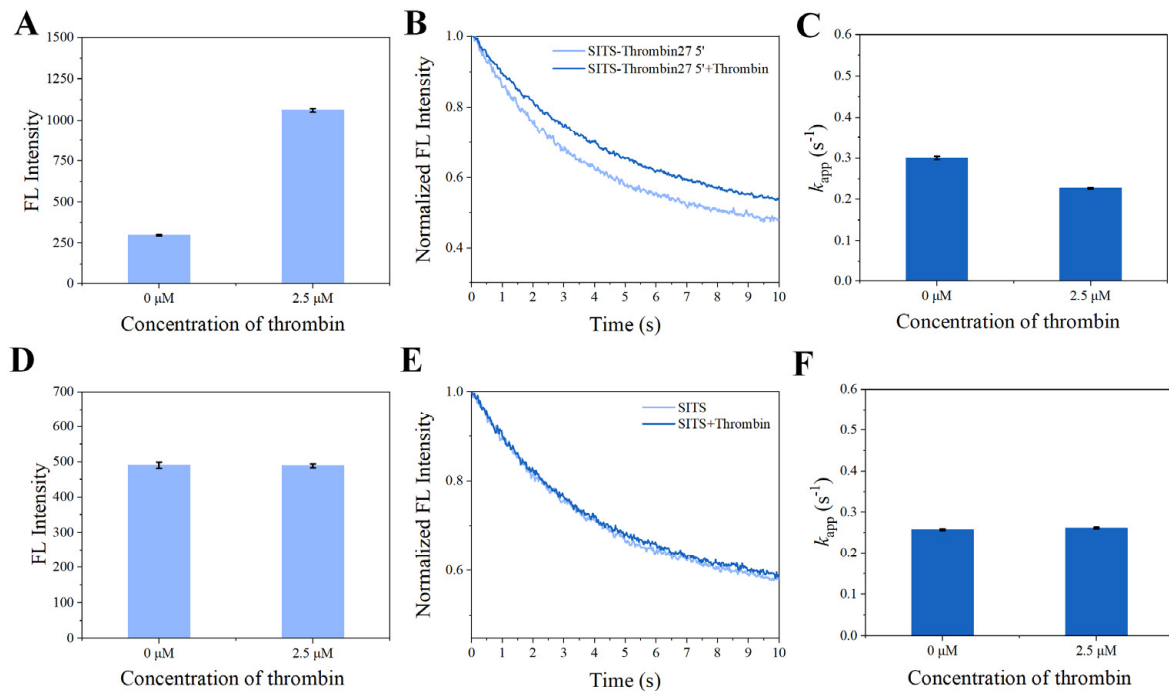 A
1500
1250
1000
750
500
250
0
FL Intensity
0 μM
2.5 μM
Concentration of thrombin
B
1.0
0.8
0.6
0.4
Normalized FL Intensity
SITS-Thrombin27 5'
SITS-Thrombin27 5'+Thrombin
0 1 2 3 4 5 6 7 8 9 10
Time (s)
C
0.6
0.5
0.4
0.3
0.2
0.1
0.0
kapp (s-1)
0 μM
2.5 μM
Concentration of thrombin
D
700
600
500
400
300
200
100
0
FL Intensity
0 μM
2.5 μM
Concentration of thrombin
E
1.0
0.8
0.6
Normalized FL Intensity
SITS
SITS+Thrombin
0 1 2 3 4 5 6 7 8 9 10
Time (s)
F
0.6
0.5
0.4
0.3
0.2
0.1
0.0
kapp (s-1)
0 μM
2.5 μM
Concentration of thrombin